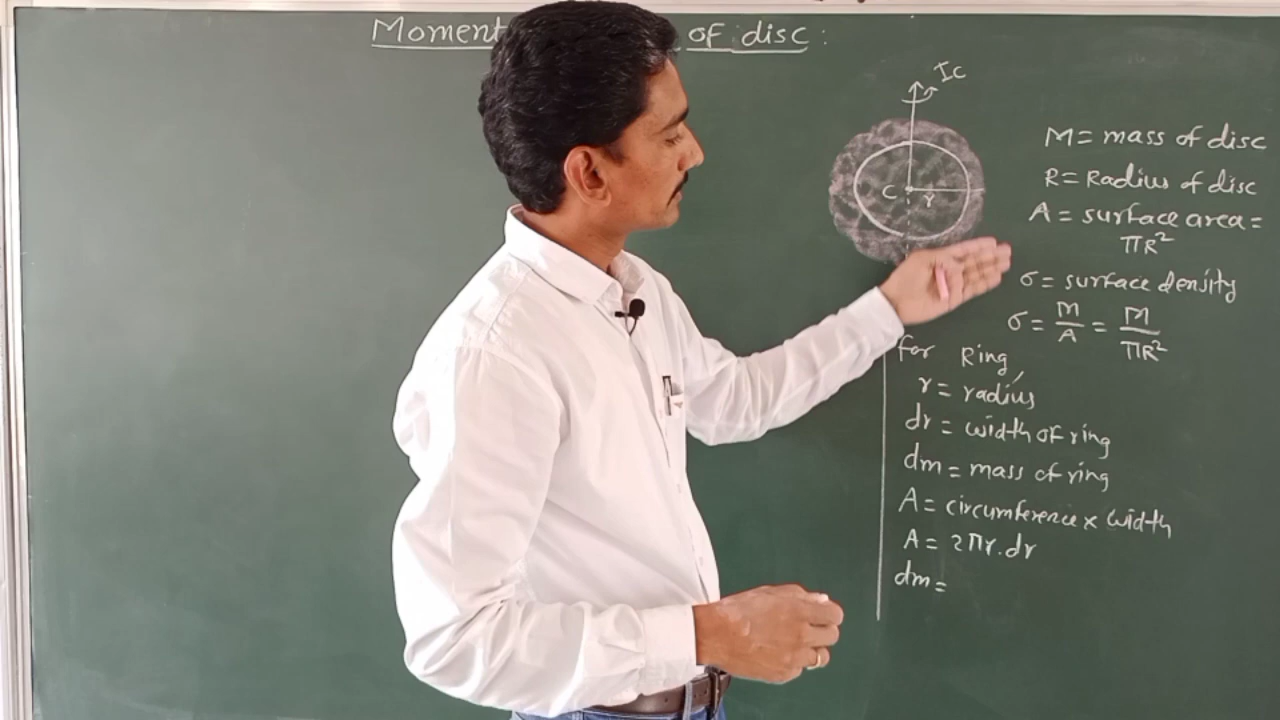 Moment of disc :
Ic
C r
M = mass of disc
R = Radius of disc
A = surface area =
πR²
σ = surface density
σ = M/A = M/πR²
for Ring,
r = radius
dr = width of ring
dm = mass of ring
A = circumference x width
A = 2πr.dr
dm =